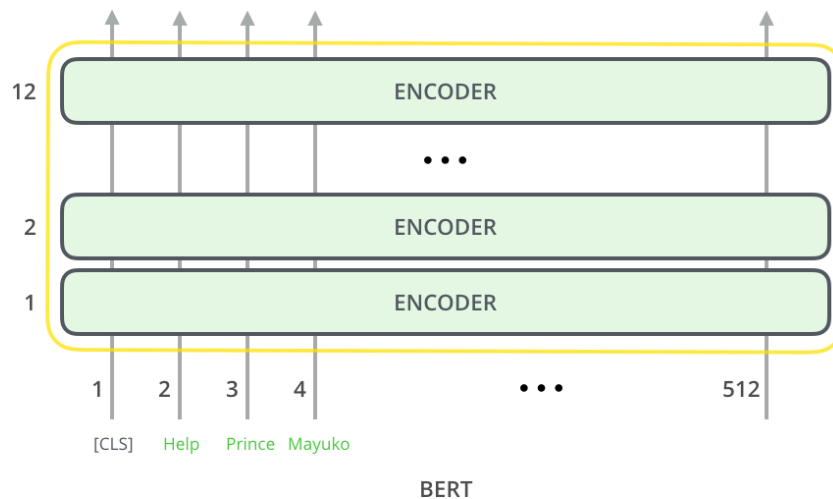 12 ENCODER
•••
2 ENCODER
1 ENCODER
1 2 3 4 ••• 512
[CLS] Help Prince Mayuko
BERT